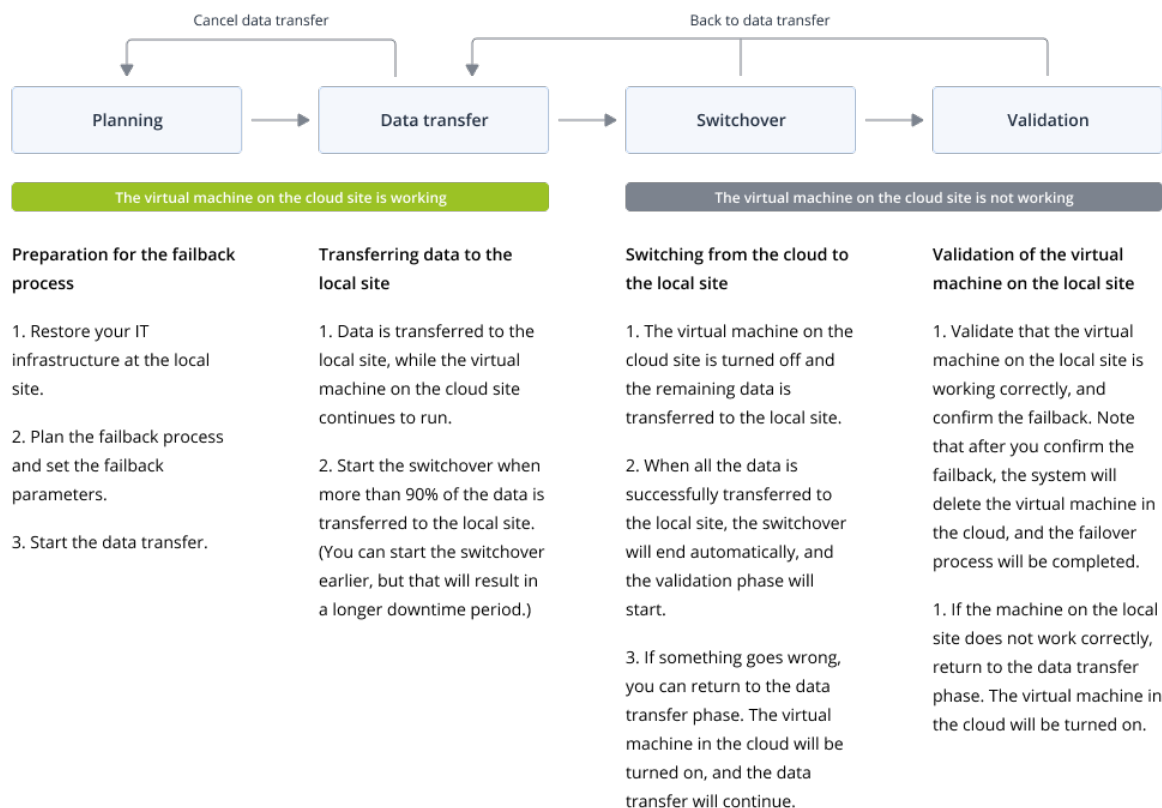 Cancel data transfer
Back to data transfer
Planning
Data transfer
Switchover
Validation
The virtual machine on the cloud site is working
The virtual machine on the cloud site is not working
Preparation for the failback
process
1. Restore your IT
infrastructure at the local
site.
2. Plan the failback process
and set the failback
parameters.
3. Start the data transfer.
Transferring data to the
local site
1. Data is transferred to the
local site, while the virtual
machine on the cloud site
continues to run.
2. Start the switchover when
more than 90% of the data is
transferred to the local site.
(You can start the switchover
earlier, but that will result in
a longer downtime period.)
Switching from the cloud to
the local site
1. The virtual machine on the
cloud site is turned off and
the remaining data is
transferred to the local site.
2. When all the data is
successfully transferred to
the local site, the switchover
will end automatically, and
the validation phase will
start.
3. If something goes wrong,
you can return to the data
transfer phase. The virtual
machine in the cloud will be
turned on, and the data
transfer will continue.
Validation of the virtual
machine on the local site
1. Validate that the virtual
machine on the local site is
working correctly, and
confirm the failback. Note
that after you confirm the
failback, the system will
delete the virtual machine in
the cloud, and the failover
process will be completed.
1. If the machine on the local
site does not work correctly,
return to the data transfer
phase. The virtual machine in
the cloud will be turned on.